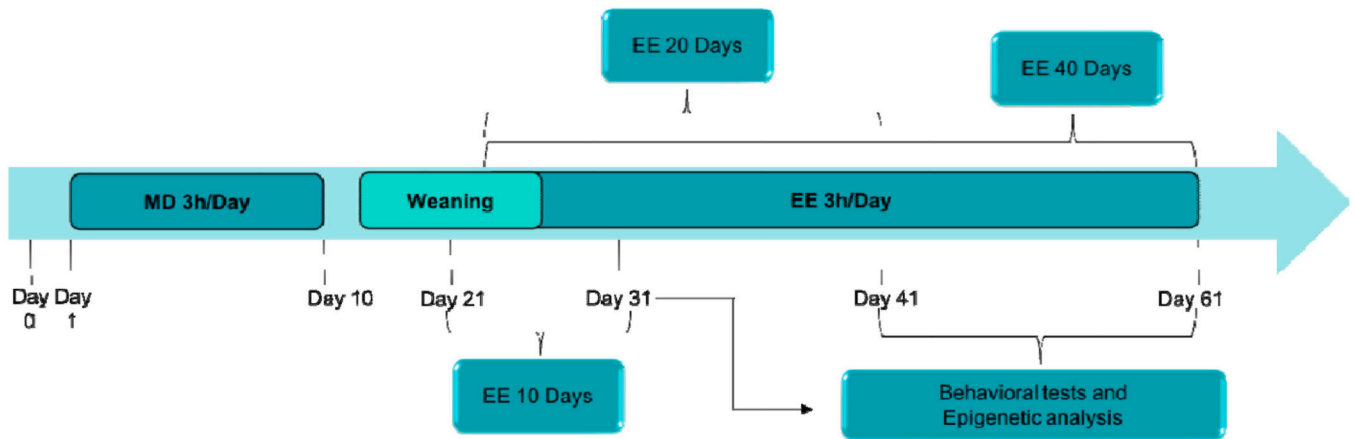 EE 20 Days
EE 40 Days
MD 3h/Day
Weaning
EE 3h/Day
Day 0
Day 1
Day 10
Day 21
Day 31
Day 41
Day 61
EE 10 Days
Behavioral tests and
Epigenetic analysis